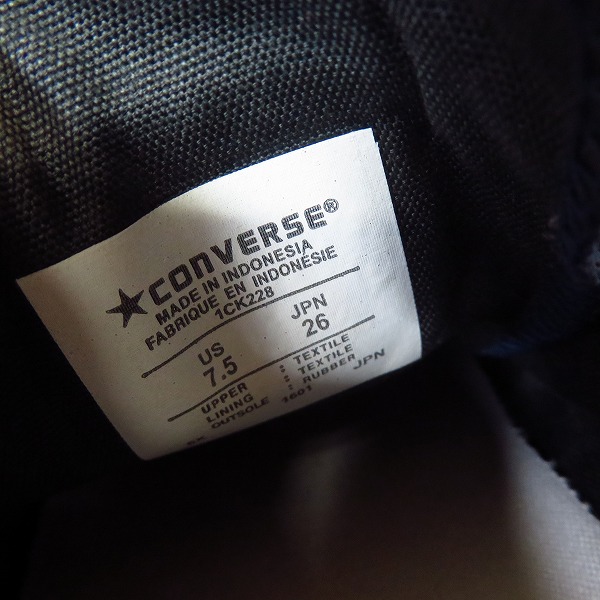 ★CONVERSE®
MADE IN INDONESIA
FABRIQUE EN INDONÉSIE
1CK228
US JPN
7.5 26
UPPER : TEXTILE
LINING : TEXTILE
OUTSOLE : RUBBER
1601 JPN